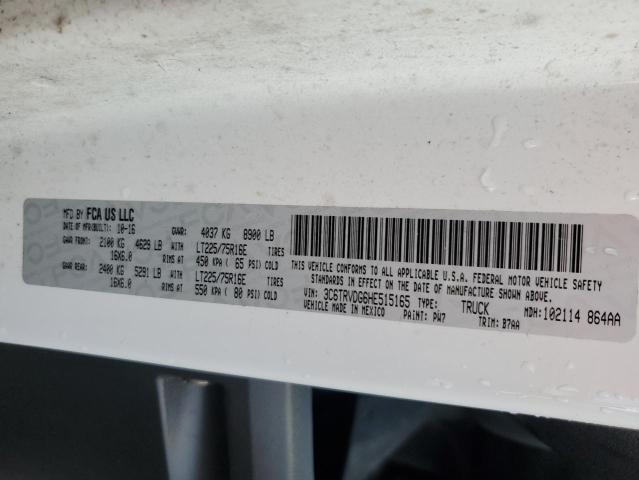 MFD BY FCA US LLC
DATE OF MFR(BUILT): 10-16 GVWR: 4037 KG 8900 LB
GAWR FRONT: 2100 KG 4629 LB WITH LT225/75R16E TIRES
16X6.0 RIMS AT 450 KPA ( 65 PSI) COLD
GAWR REAR: 2400 KG 5291 LB WITH LT225/75R16E TIRES
16X6.0 RIMS AT 550 KPA ( 80 PSI) COLD
THIS VEHICLE CONFORMS TO ALL APPLICABLE U.S.A. FEDERAL MOTOR VEHICLE SAFETY
STANDARDS IN EFFECT ON THE DATE OF MANUFACTURE SHOWN ABOVE.
VIN: 3C6TRVDG6HE515165 TYPE: TRUCK MDH: 102114 864AA
VEHICLE MADE IN MEXICO PAINT: PW7 TRIM: B7AA